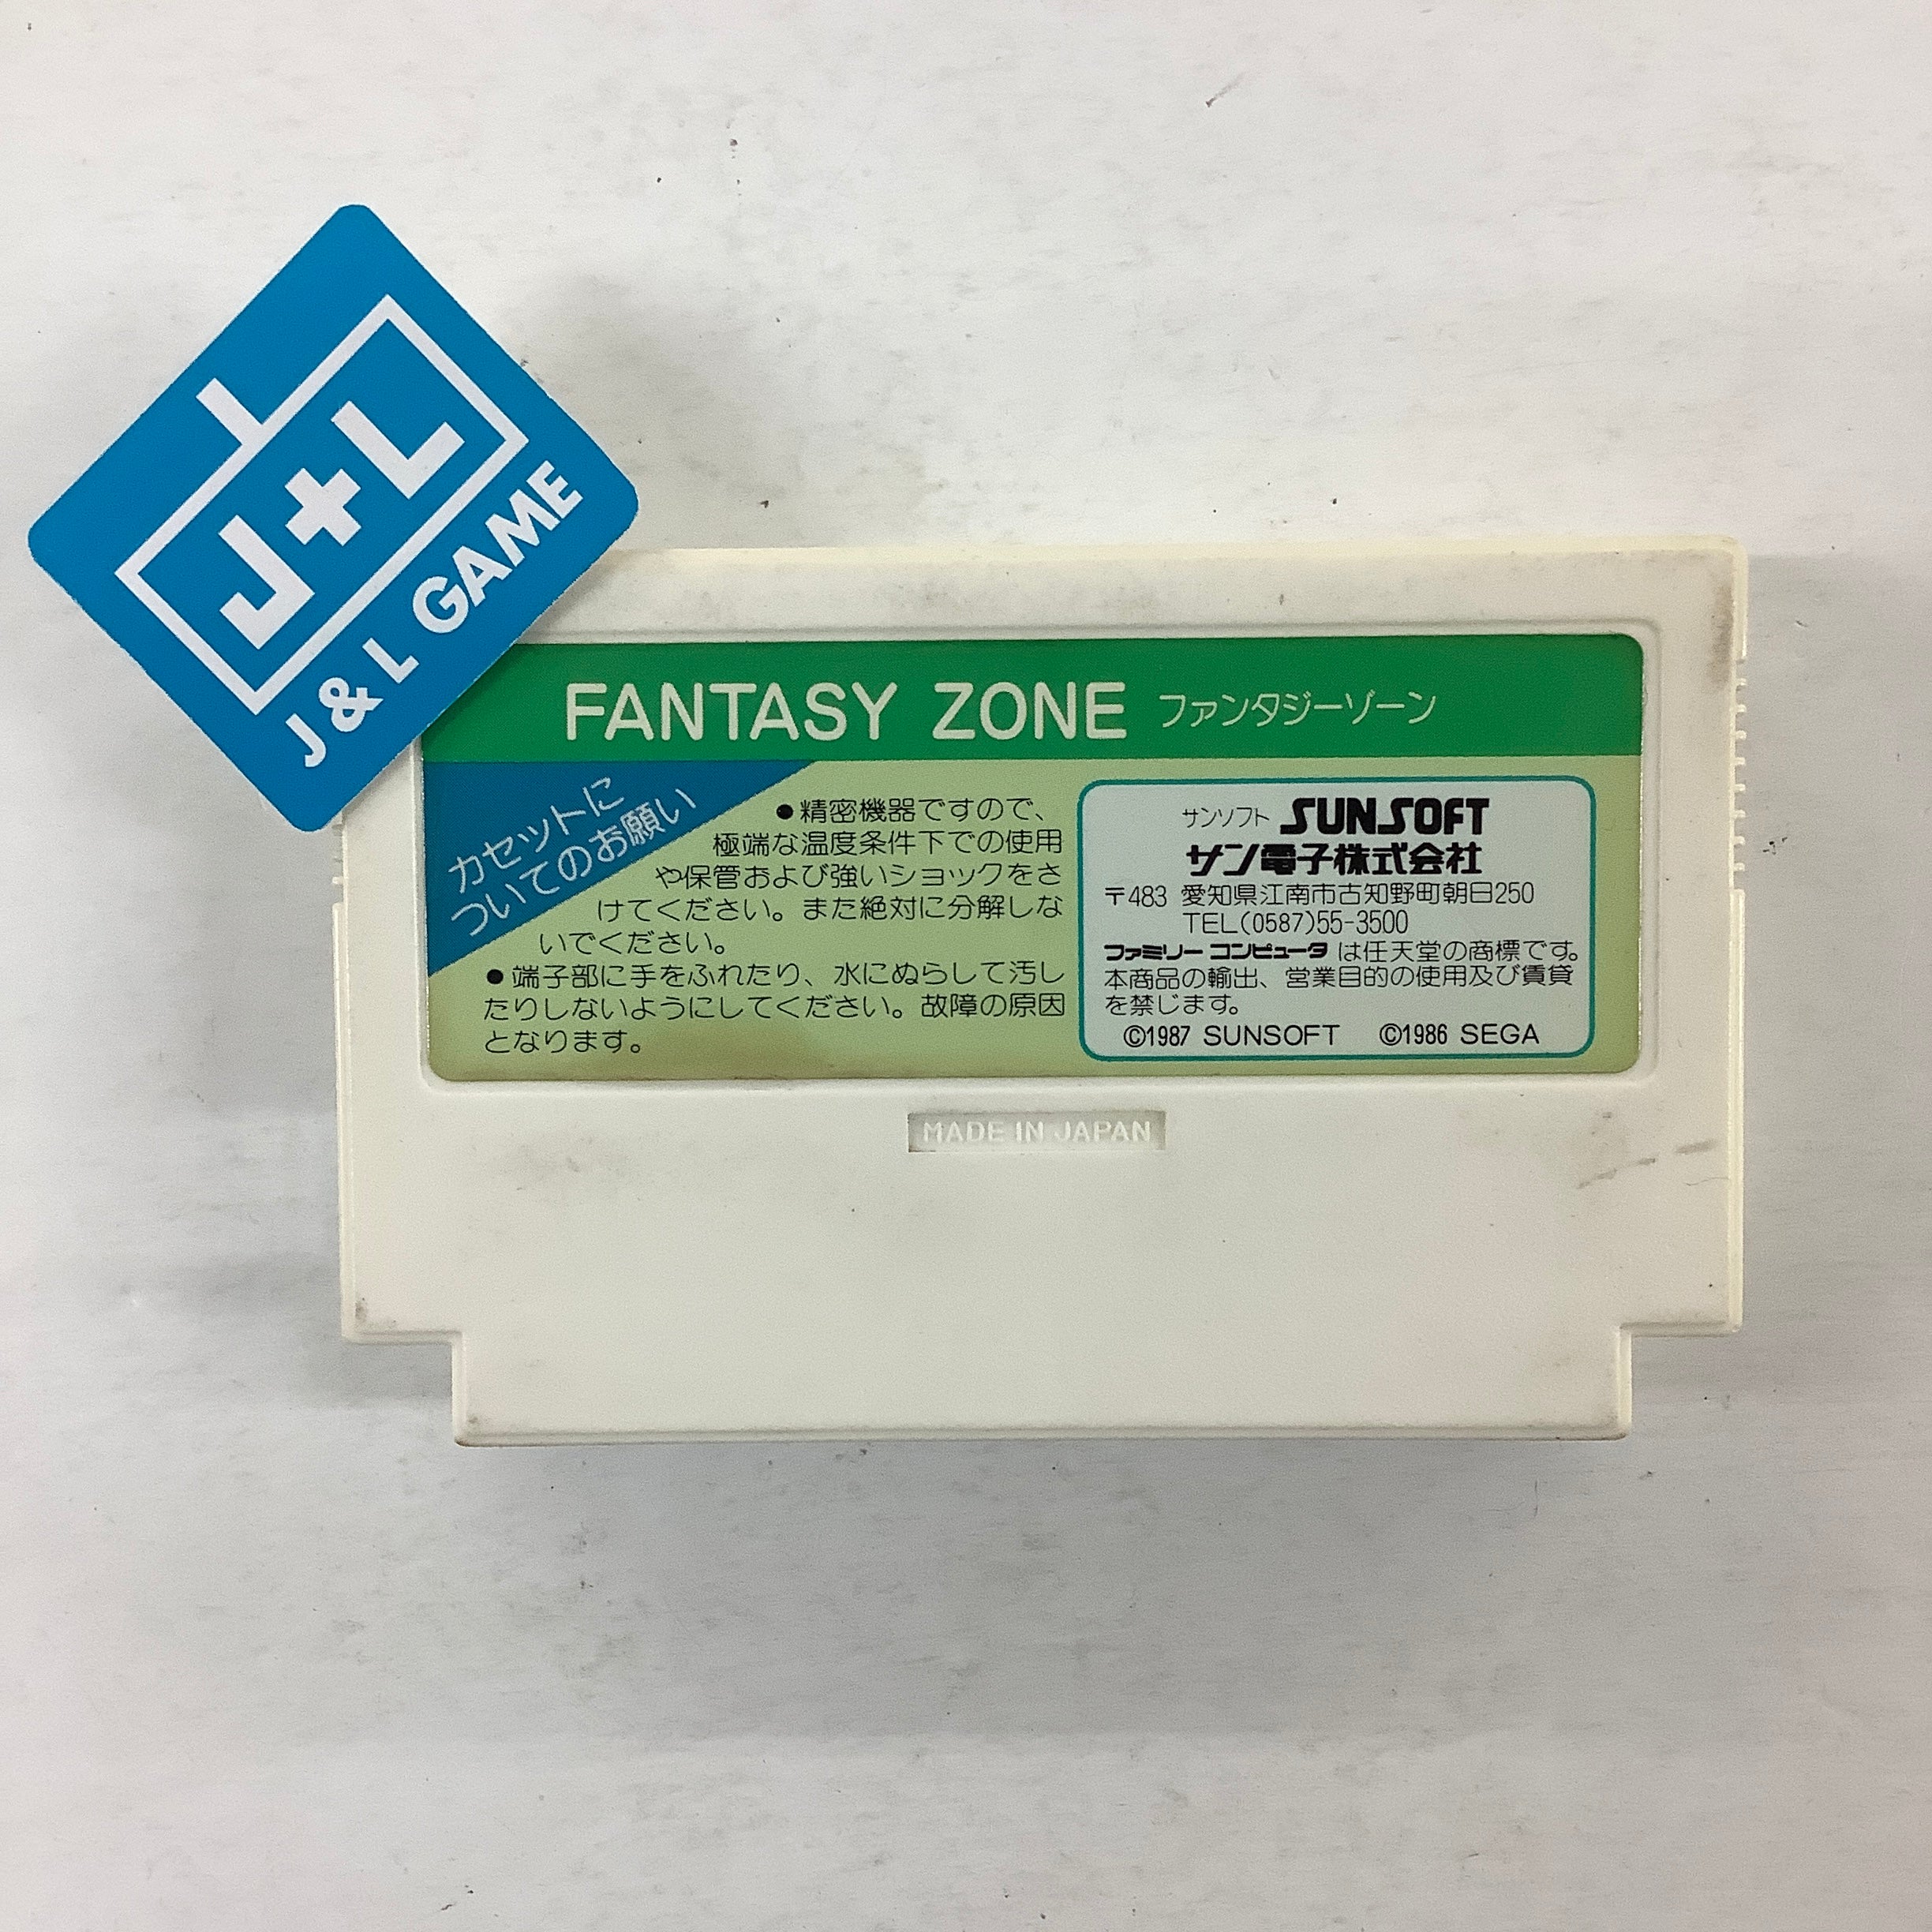 J+L
J & L GAME
FANTASY ZONE ファンタジーゾーン
カセットに
ついてのお願い
●精密機器ですので、
極端な温度条件下での使用
や保管および強いショックをさ
けてください。また絶対に分解しな
いでください。
●端子部に手をふれたり、水にぬらして汚し
たりしないようにしてください。故障の原因
となります。
サンソフト SUNSOFT
サン電子株式会社
〒483 愛知県江南市古知野町朝日250
TEL(0587)55-3500
ファミリーコンピュータ は任天堂の商標です。
本商品の輸出、営業目的の使用及び賃貸
を禁じます。
©1987 SUNSOFT ©1986 SEGA
MADE IN JAPAN